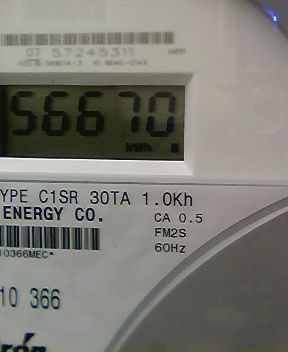 07 57245311 MPP
56670
kWh
YPE C1SR 30TA 1.0Kh
ENERGY CO.
CA 0.5
FM2S
60Hz
10366MEC*
10 366